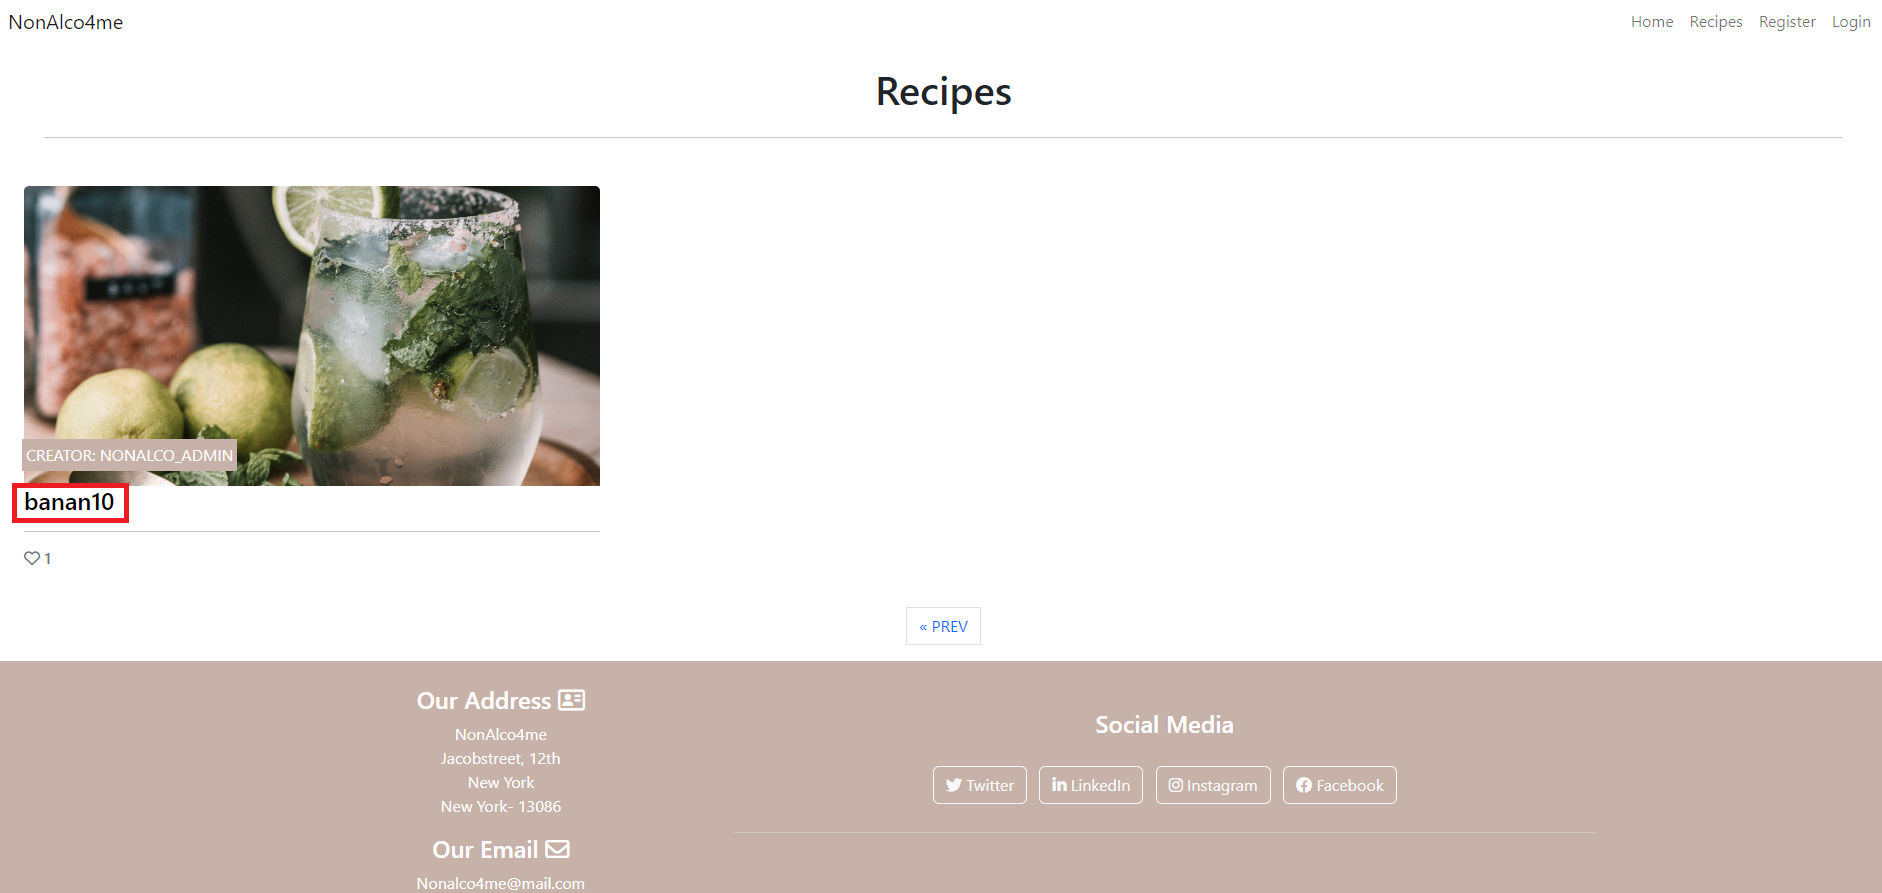 NonAlco4me
Home Recipes Register Login
Recipes
CREATOR: NONALCO_ADMIN
banan10
1
« PREV
Our Address
NonAlco4me
Jacobstreet, 12th
New York
New York- 13086
Our Email
Nonalco4me@mail.com
Social Media
Twitter LinkedIn Instagram Facebook